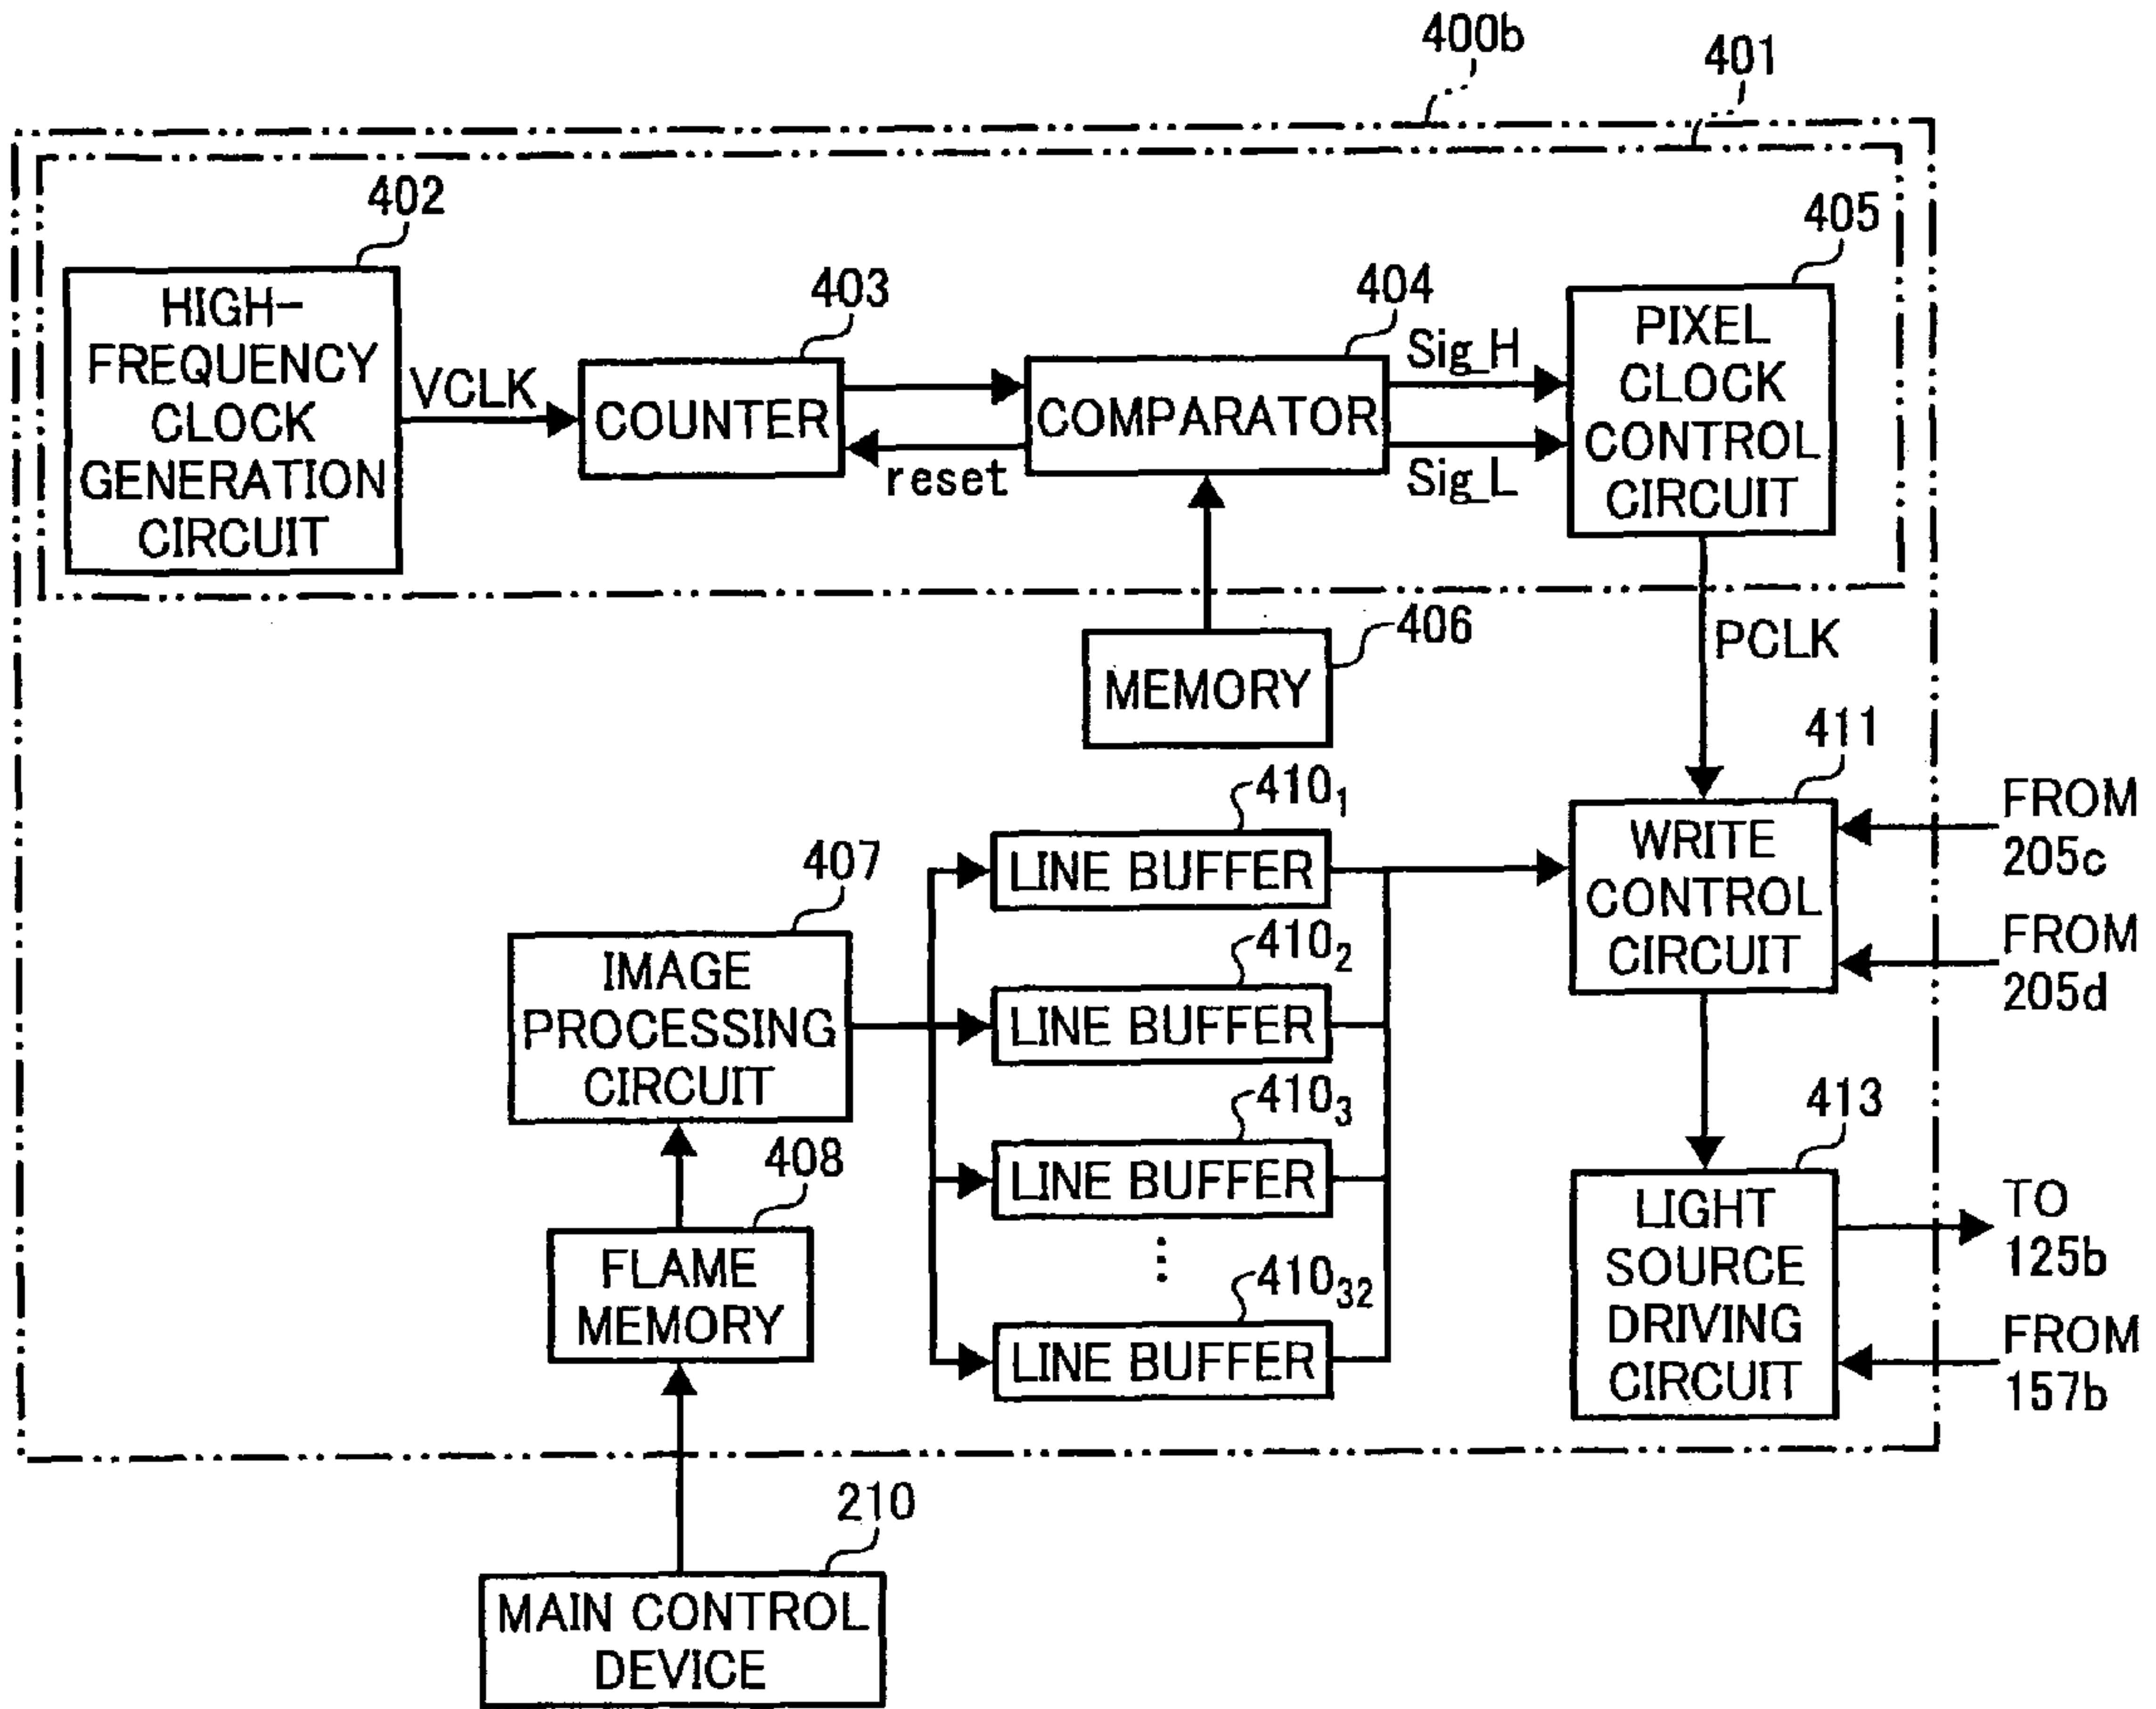 400b
401
402
HIGH-
FREQUENCY
CLOCK
GENERATION
CIRCUIT
VCLK
403
COUNTER
reset
404
COMPARATOR
Sig_H
Sig_L
405
PIXEL
CLOCK
CONTROL
CIRCUIT
406
MEMORY
PCLK
407
IMAGE
PROCESSING
CIRCUIT
408
FLAME
MEMORY
410₁
LINE BUFFER
410₂
LINE BUFFER
410₃
LINE BUFFER
⋮
410₃₂
LINE BUFFER
411
WRITE
CONTROL
CIRCUIT
FROM
205c
FROM
205d
413
LIGHT
SOURCE
DRIVING
CIRCUIT
TO
125b
FROM
157b
210
MAIN CONTROL
DEVICE